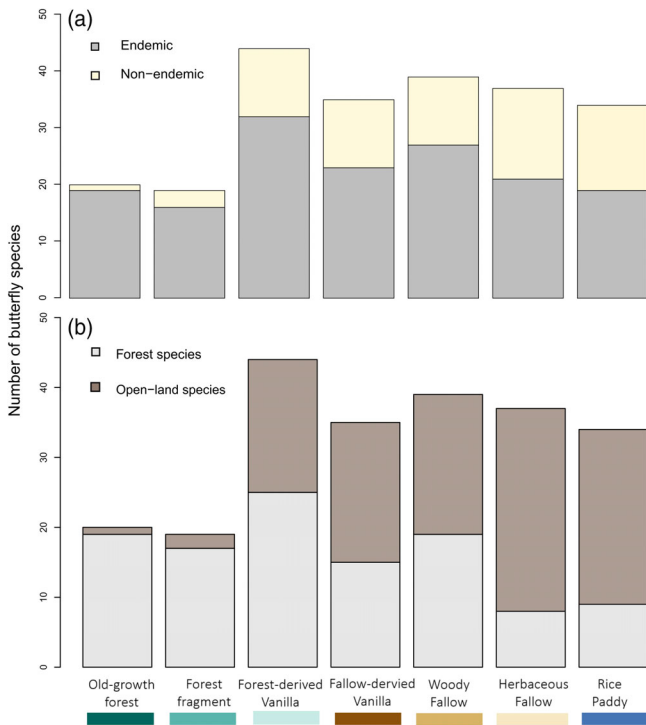 (a)
Endemic
Non−endemic
50
40
30
20
10
0
Number of butterfly species
(b)
Forest species
Open−land species
50
40
30
20
10
0
Old-growth forest
Forest fragment
Forest-derived Vanilla
Fallow-dervied Vanilla
Woody Fallow
Herbaceous Fallow
Rice Paddy